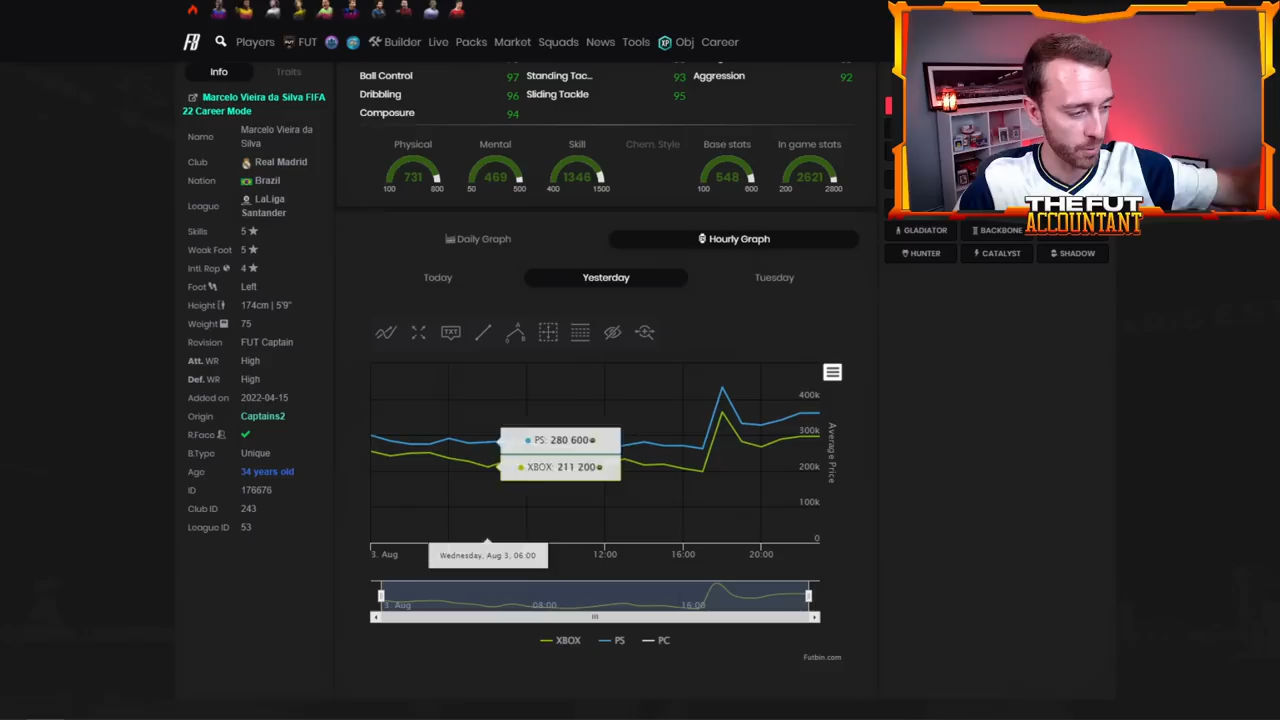 F8 Players FUT Builder Live Packs Market Squads News Tools XP Obj Career
Info Traits
Marcelo Vieira da Silva FIFA
22 Career Mode
Name Marcelo Vieira da
Silva
Club Real Madrid
Nation Brazil
League LaLiga
Santander
Skills 5
Weak Foot 5
Intl. Rep 4
Foot Left
Height 174cm | 5'9"
Weight 75
Revision FUT Captain
Att. WR High
Def. WR High
Added on 2022-04-15
Origin Captains2
R.Face
B.Type Unique
Age 34 years old
ID 176676
Club ID 243
League ID 53
Ball Control 97 Standing Tac... 93 Aggression 92
Dribbling 96 Sliding Tackle 95
Composure 94
Physical Mental Skill Chem. Style Base stats In game stats
731 469 1346 548 2621
100 800 50 500 400 1500 100 600 200 2800
Daily Graph Hourly Graph
Today Yesterday Tuesday
TXT
400k
300k
200k
100k
0
Average Price
PS: 280 600
XBOX: 211 200
3. Aug 12:00 16:00 20:00
Wednesday, Aug 3, 06:00
3. Aug 08:00 16:00
XBOX PS PC
Futbin.com
THE FUT
ACCOUNTANT
GLADIATOR BACKBONE
HUNTER CATALYST SHADOW